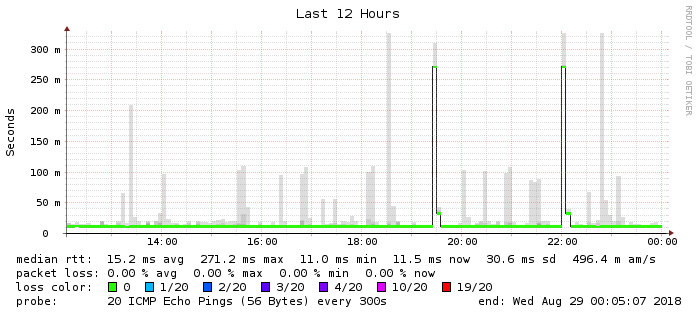 Last 12 Hours
RRDTOOL / TOBI OETIKER
Seconds
300 m
250 m
200 m
150 m
100 m
50 m
0
14:00 16:00 18:00 20:00 22:00 00:00
median rtt: 15.2 ms avg 271.2 ms max 11.0 ms min 11.5 ms now 30.6 ms sd 496.4 m am/s
packet loss: 0.00 % avg 0.00 % max 0.00 % min 0.00 % now
loss color: 0 1/20 2/20 3/20 4/20 10/20 19/20
probe: 20 ICMP Echo Pings (56 Bytes) every 300s end: Wed Aug 29 00:05:07 2018